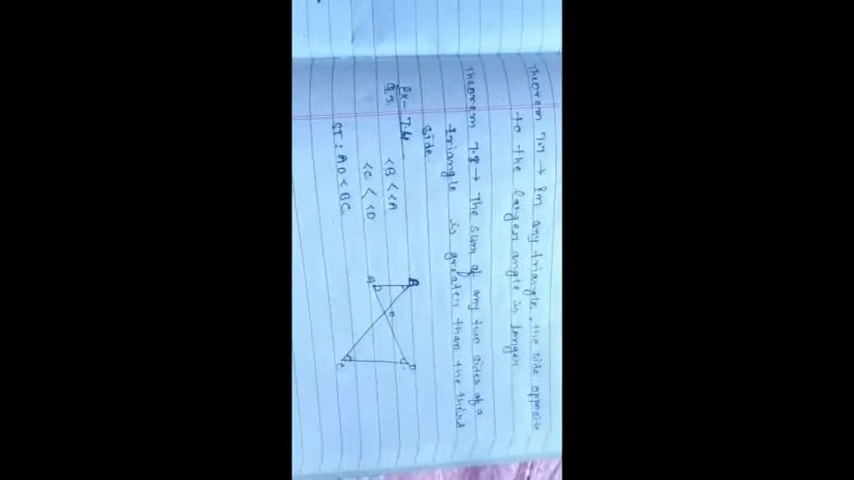 Theorem 7.7 → In any triangle, the side opposite
to the larger angle is longer
Theorem 7.8 → The sum of any two sides of a
triangle is greater than the third
side
Ex - 7.4
Q.3
<B < <A
<C < <D
ST : AD < BC
B
A
O
D
C